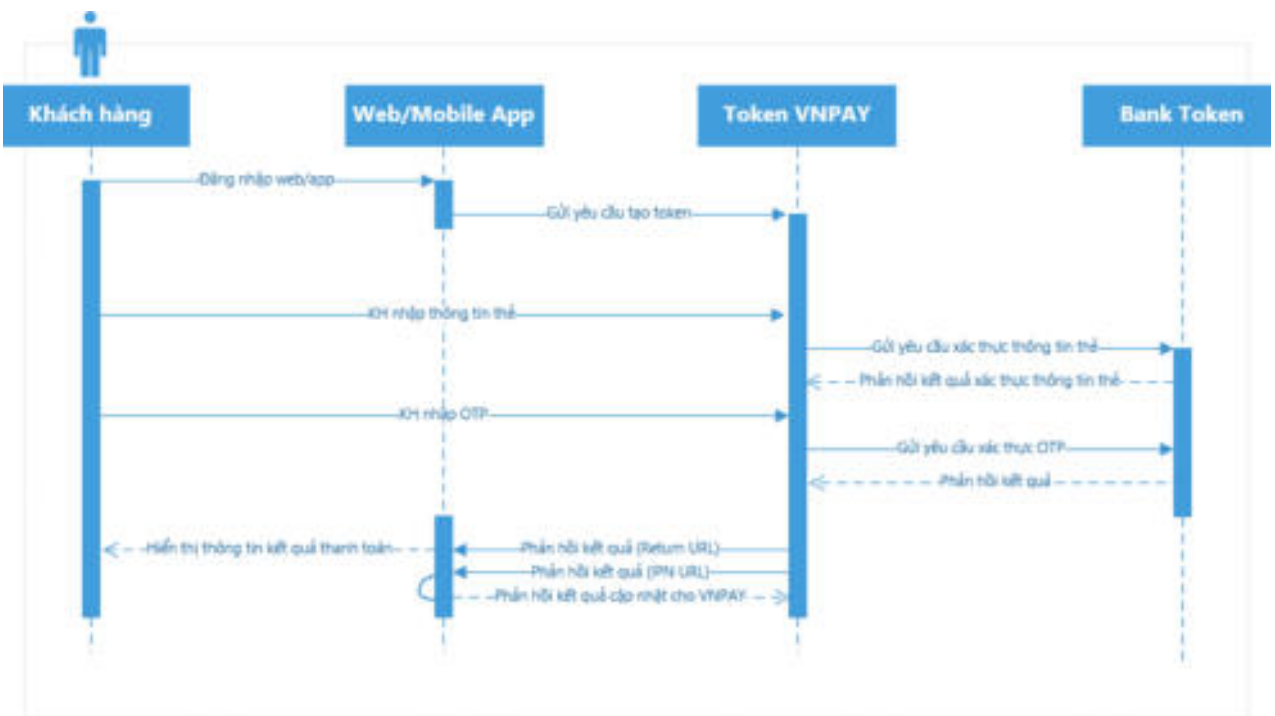 Khách hàng
Web/Mobile App
Token VNPAY
Bank Token
Đăng nhập web/app
Gửi yêu cầu tạo token
KH nhập thông tin thẻ
Gửi yêu cầu xác thực thông tin thẻ
Phản hồi kết quả xác thực thông tin thẻ
KH nhập OTP
Gửi yêu cầu xác thực OTP
Phản hồi kết quả
Hiển thị thông tin kết quả thanh toán
Phản hồi kết quả (Return URL)
Phản hồi kết quả (IPN URL)
Phản hồi kết quả cập nhật cho VNPAY